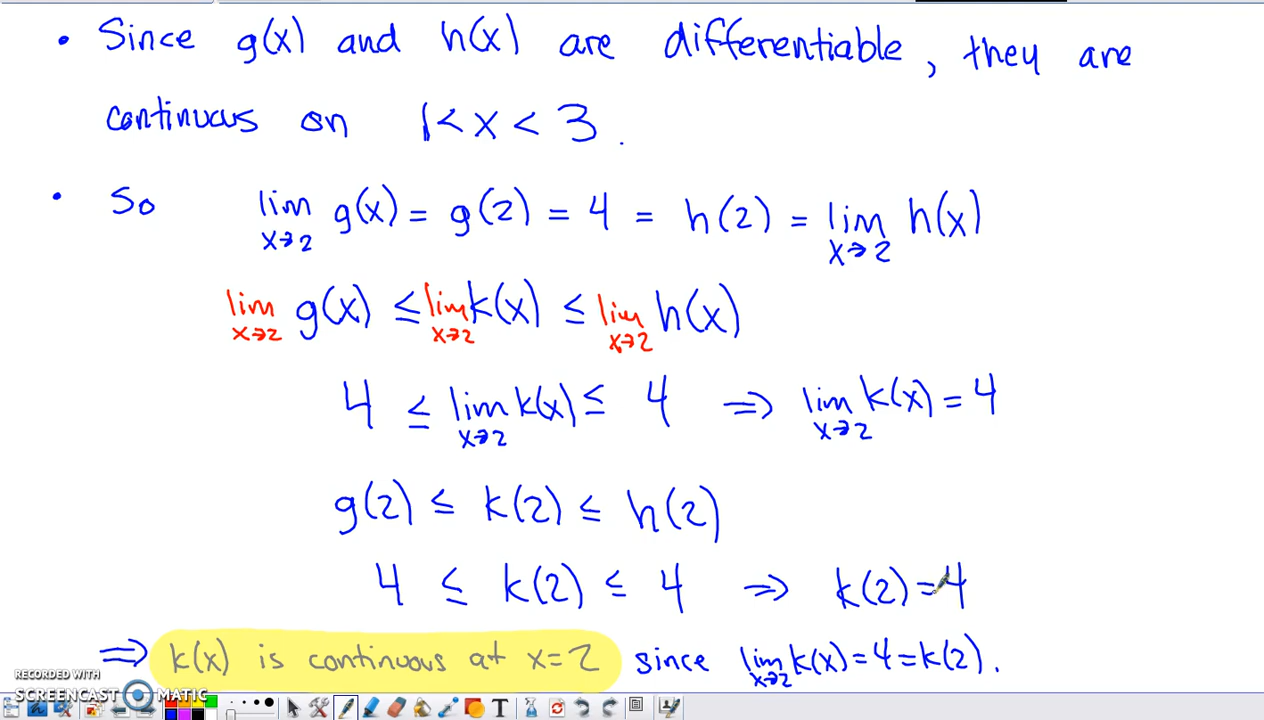 • Since g(x) and h(x) are differentiable, they are
continuous on 1 < x < 3.
• So lim x→2 g(x) = g(2) = 4 = h(2) = lim x→2 h(x)
lim x→2 g(x) ≤ lim x→2 k(x) ≤ lim x→2 h(x)
4 ≤ lim x→2 k(x) ≤ 4 ⇒ lim x→2 k(x) = 4
g(2) ≤ k(2) ≤ h(2)
4 ≤ k(2) ≤ 4 ⇒ k(2) = 4
⇒ k(x) is continuous at x=2 since lim x→2 k(x) = 4 = k(2).
RECORDED WITH
SCREENCAST MATIC